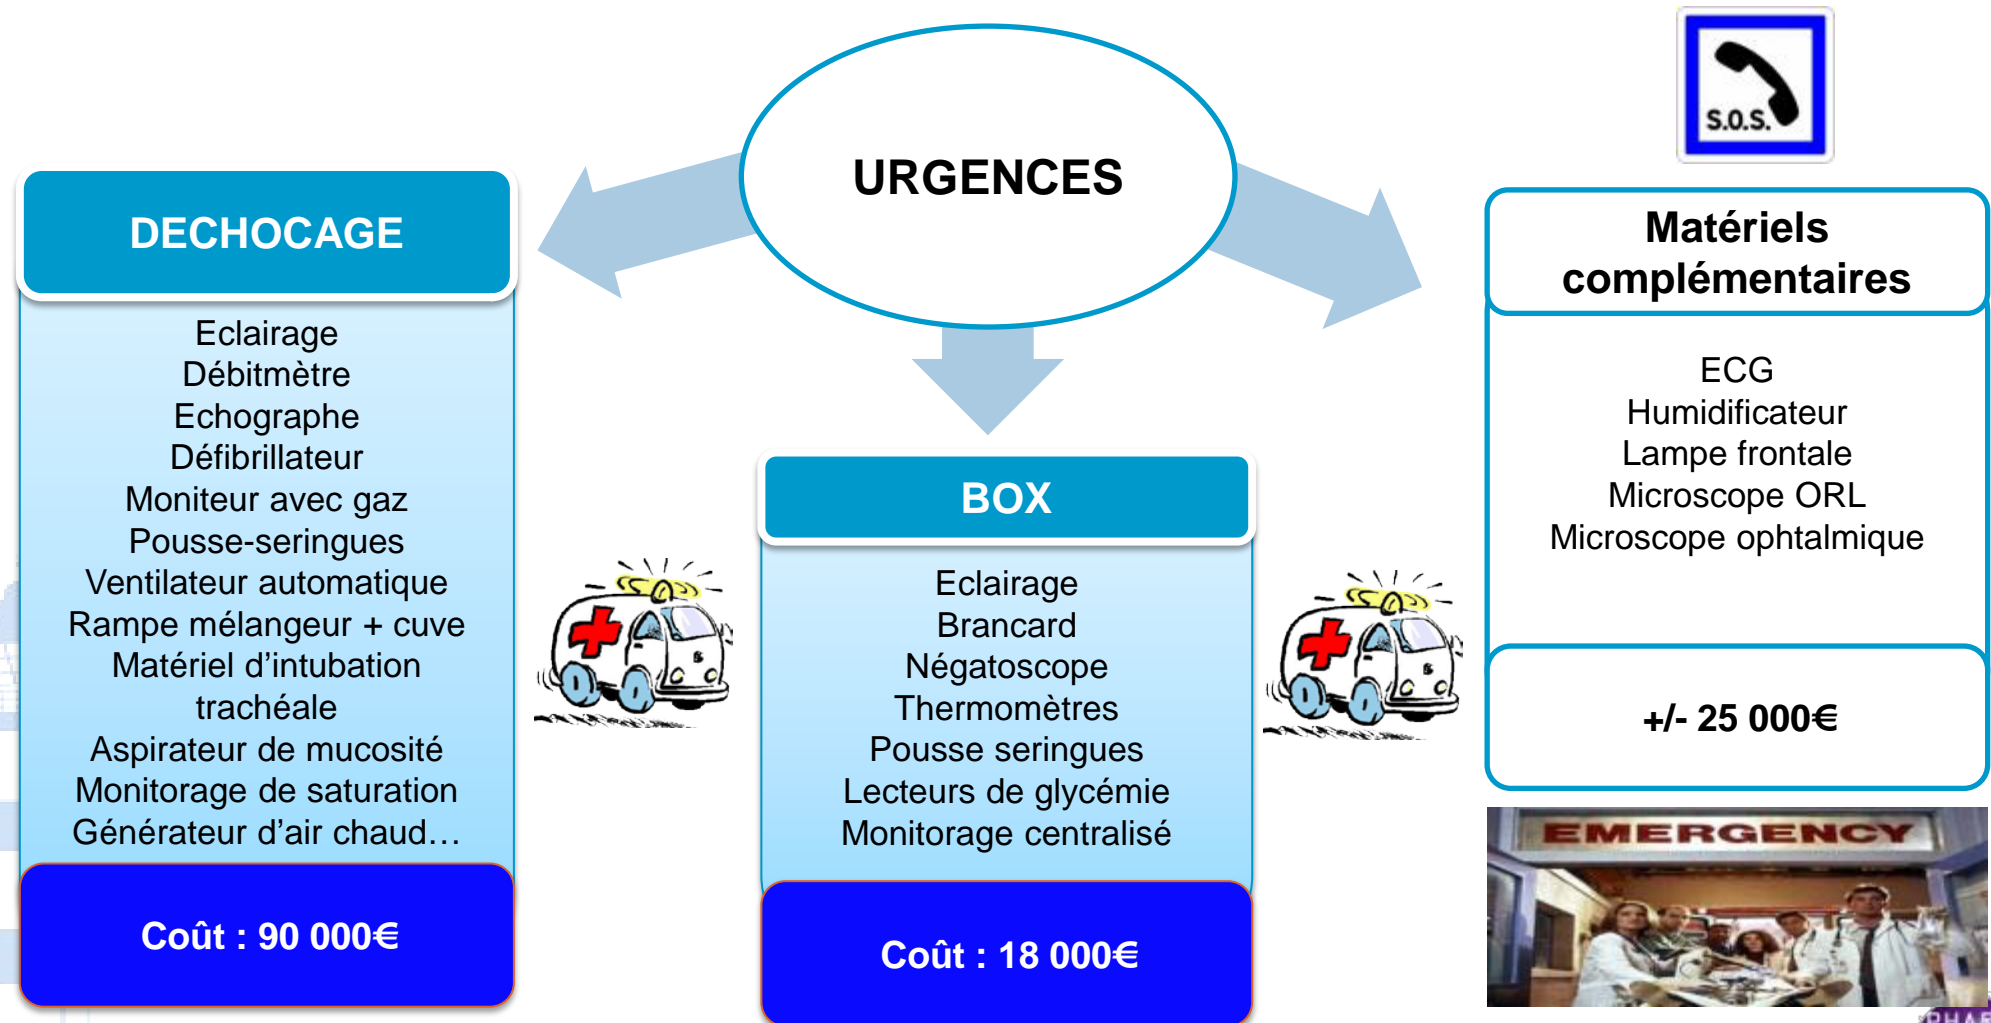 URGENCES
S.O.S.
DECHOCAGE
Eclairage
Débitmètre
Echographe
Défibrillateur
Moniteur avec gaz
Pousse-seringues
Ventilateur automatique
Rampe mélangeur + cuve
Matériel d’intubation
trachéale
Aspirateur de mucosité
Monitorage de saturation
Générateur d’air chaud…
Coût : 90 000€
BOX
Eclairage
Brancard
Négatoscope
Thermomètres
Pousse seringues
Lecteurs de glycémie
Monitorage centralisé
Coût : 18 000€
Matériels
complémentaires
ECG
Humidificateur
Lampe frontale
Microscope ORL
Microscope ophtalmique
+/- 25 000€
EMERGENCY